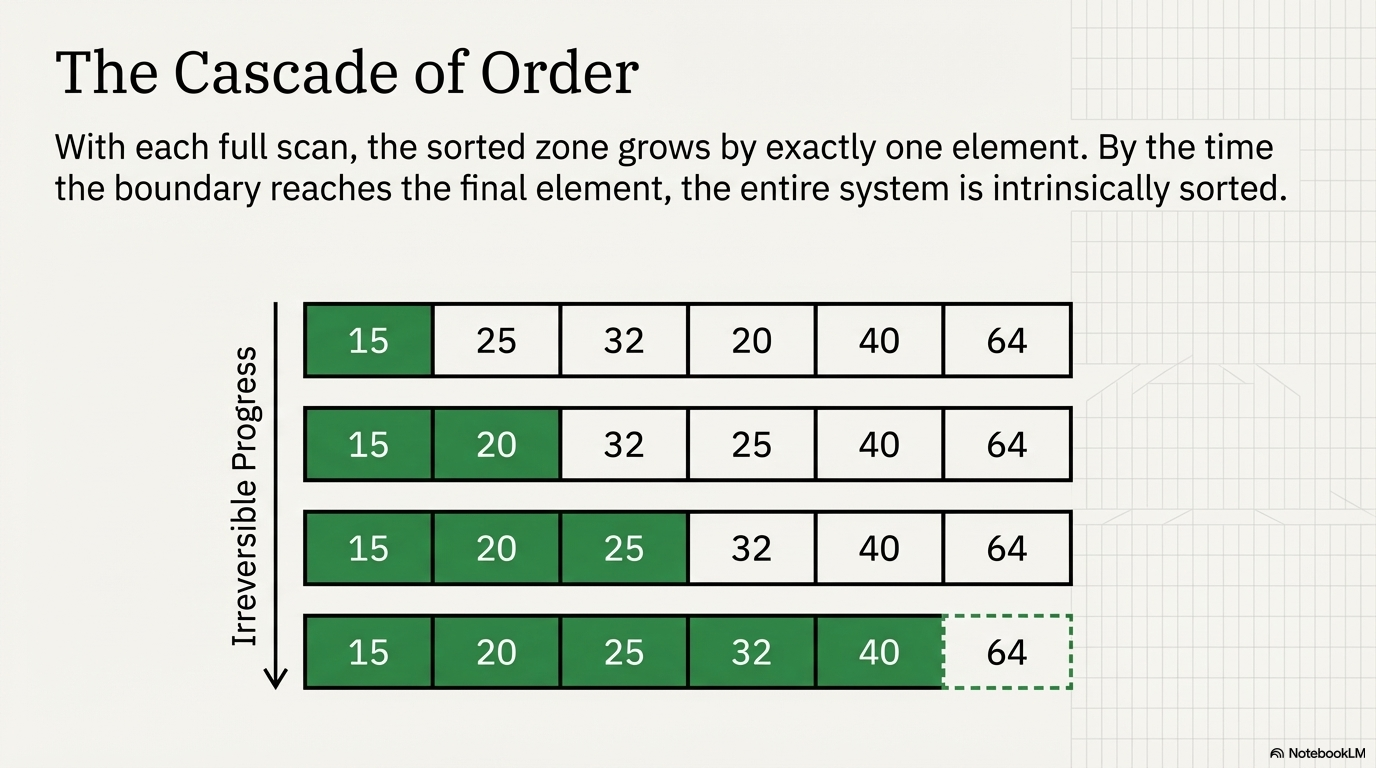 The Cascade of Order
With each full scan, the sorted zone grows by exactly one element. By the time
the boundary reaches the final element, the entire system is intrinsically sorted.
Irreversible Progress
15 25 32 20 40 64
15 20 32 25 40 64
15 20 25 32 40 64
15 20 25 32 40 64
NotebookLM